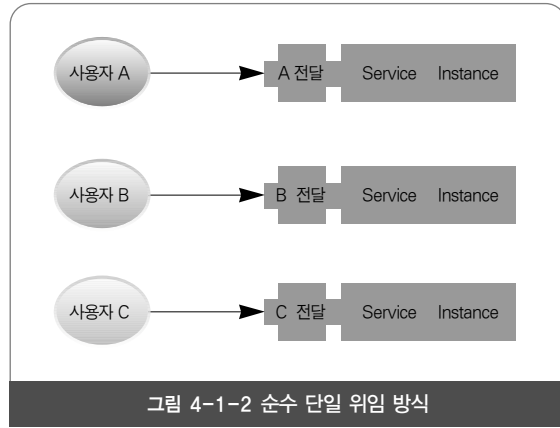 사용자 A A 전달 Service Instance
사용자 B B 전달 Service Instance
사용자 C C 전달 Service Instance
그림 4-1-2 순수 단일 위임 방식